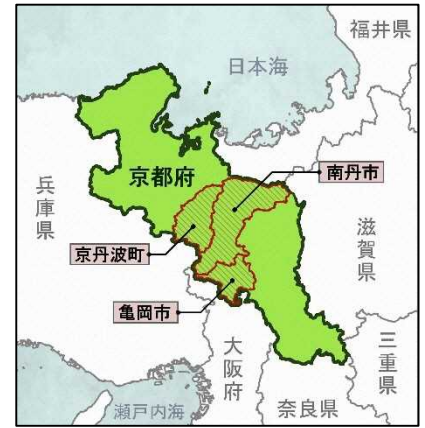 福井県
日本海
京都府
南丹市
兵庫県
滋賀県
京丹波町
亀岡市
大阪府
三重県
瀬戸内海
奈良県